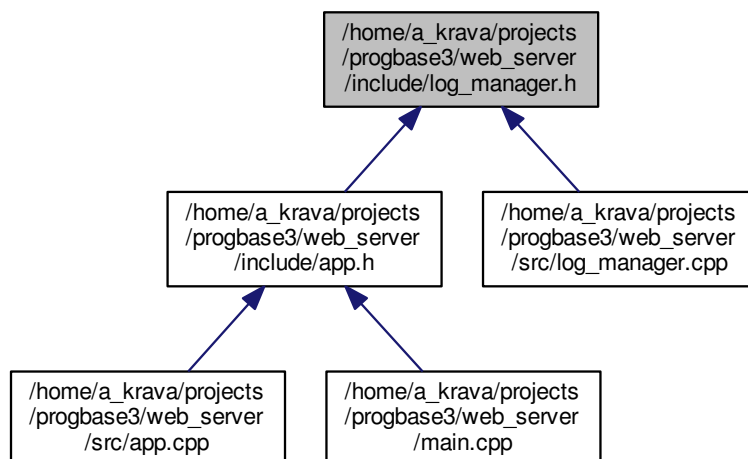 /home/a_krava/projects
/progbase3/web_server
/include/log_manager.h
/home/a_krava/projects
/progbase3/web_server
/include/app.h
/home/a_krava/projects
/progbase3/web_server
/src/log_manager.cpp
/home/a_krava/projects
/progbase3/web_server
/src/app.cpp
/home/a_krava/projects
/progbase3/web_server
/main.cpp